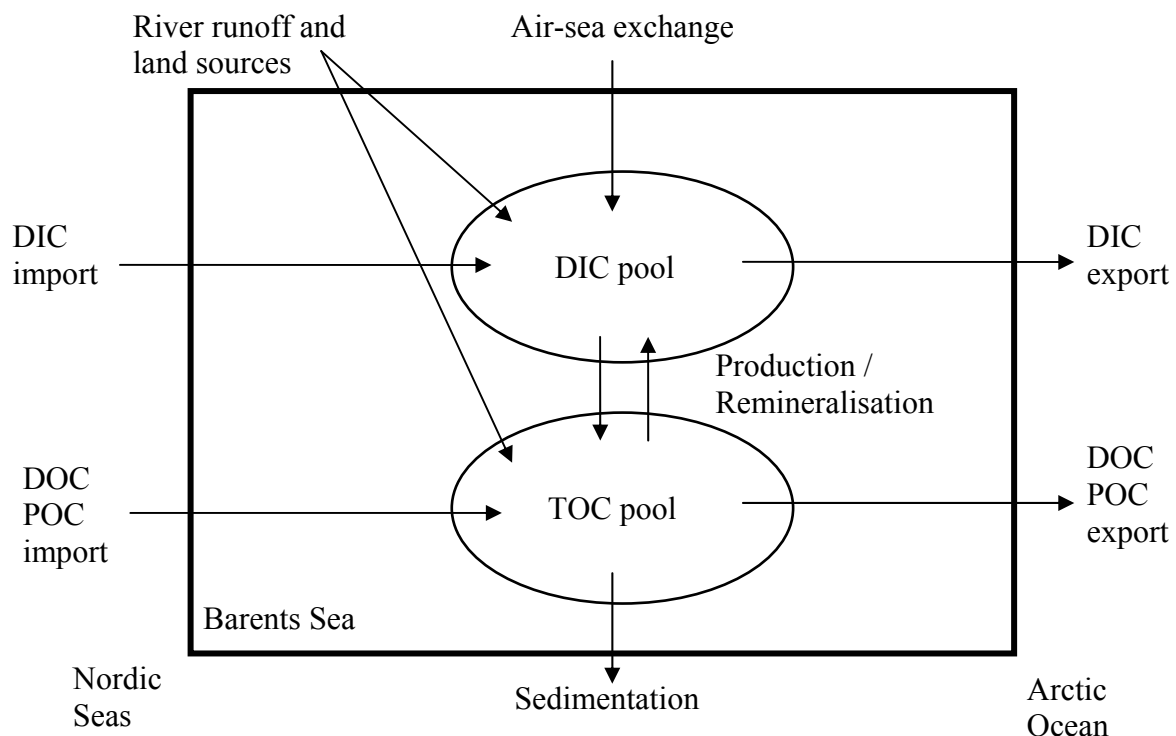 River runoff and
land sources
Air-sea exchange
DIC
import
DIC pool
DIC
export
Production /
Remineralisation
DOC
POC
import
TOC pool
DOC
POC
export
Barents Sea
Nordic
Seas
Sedimentation
Arctic
Ocean